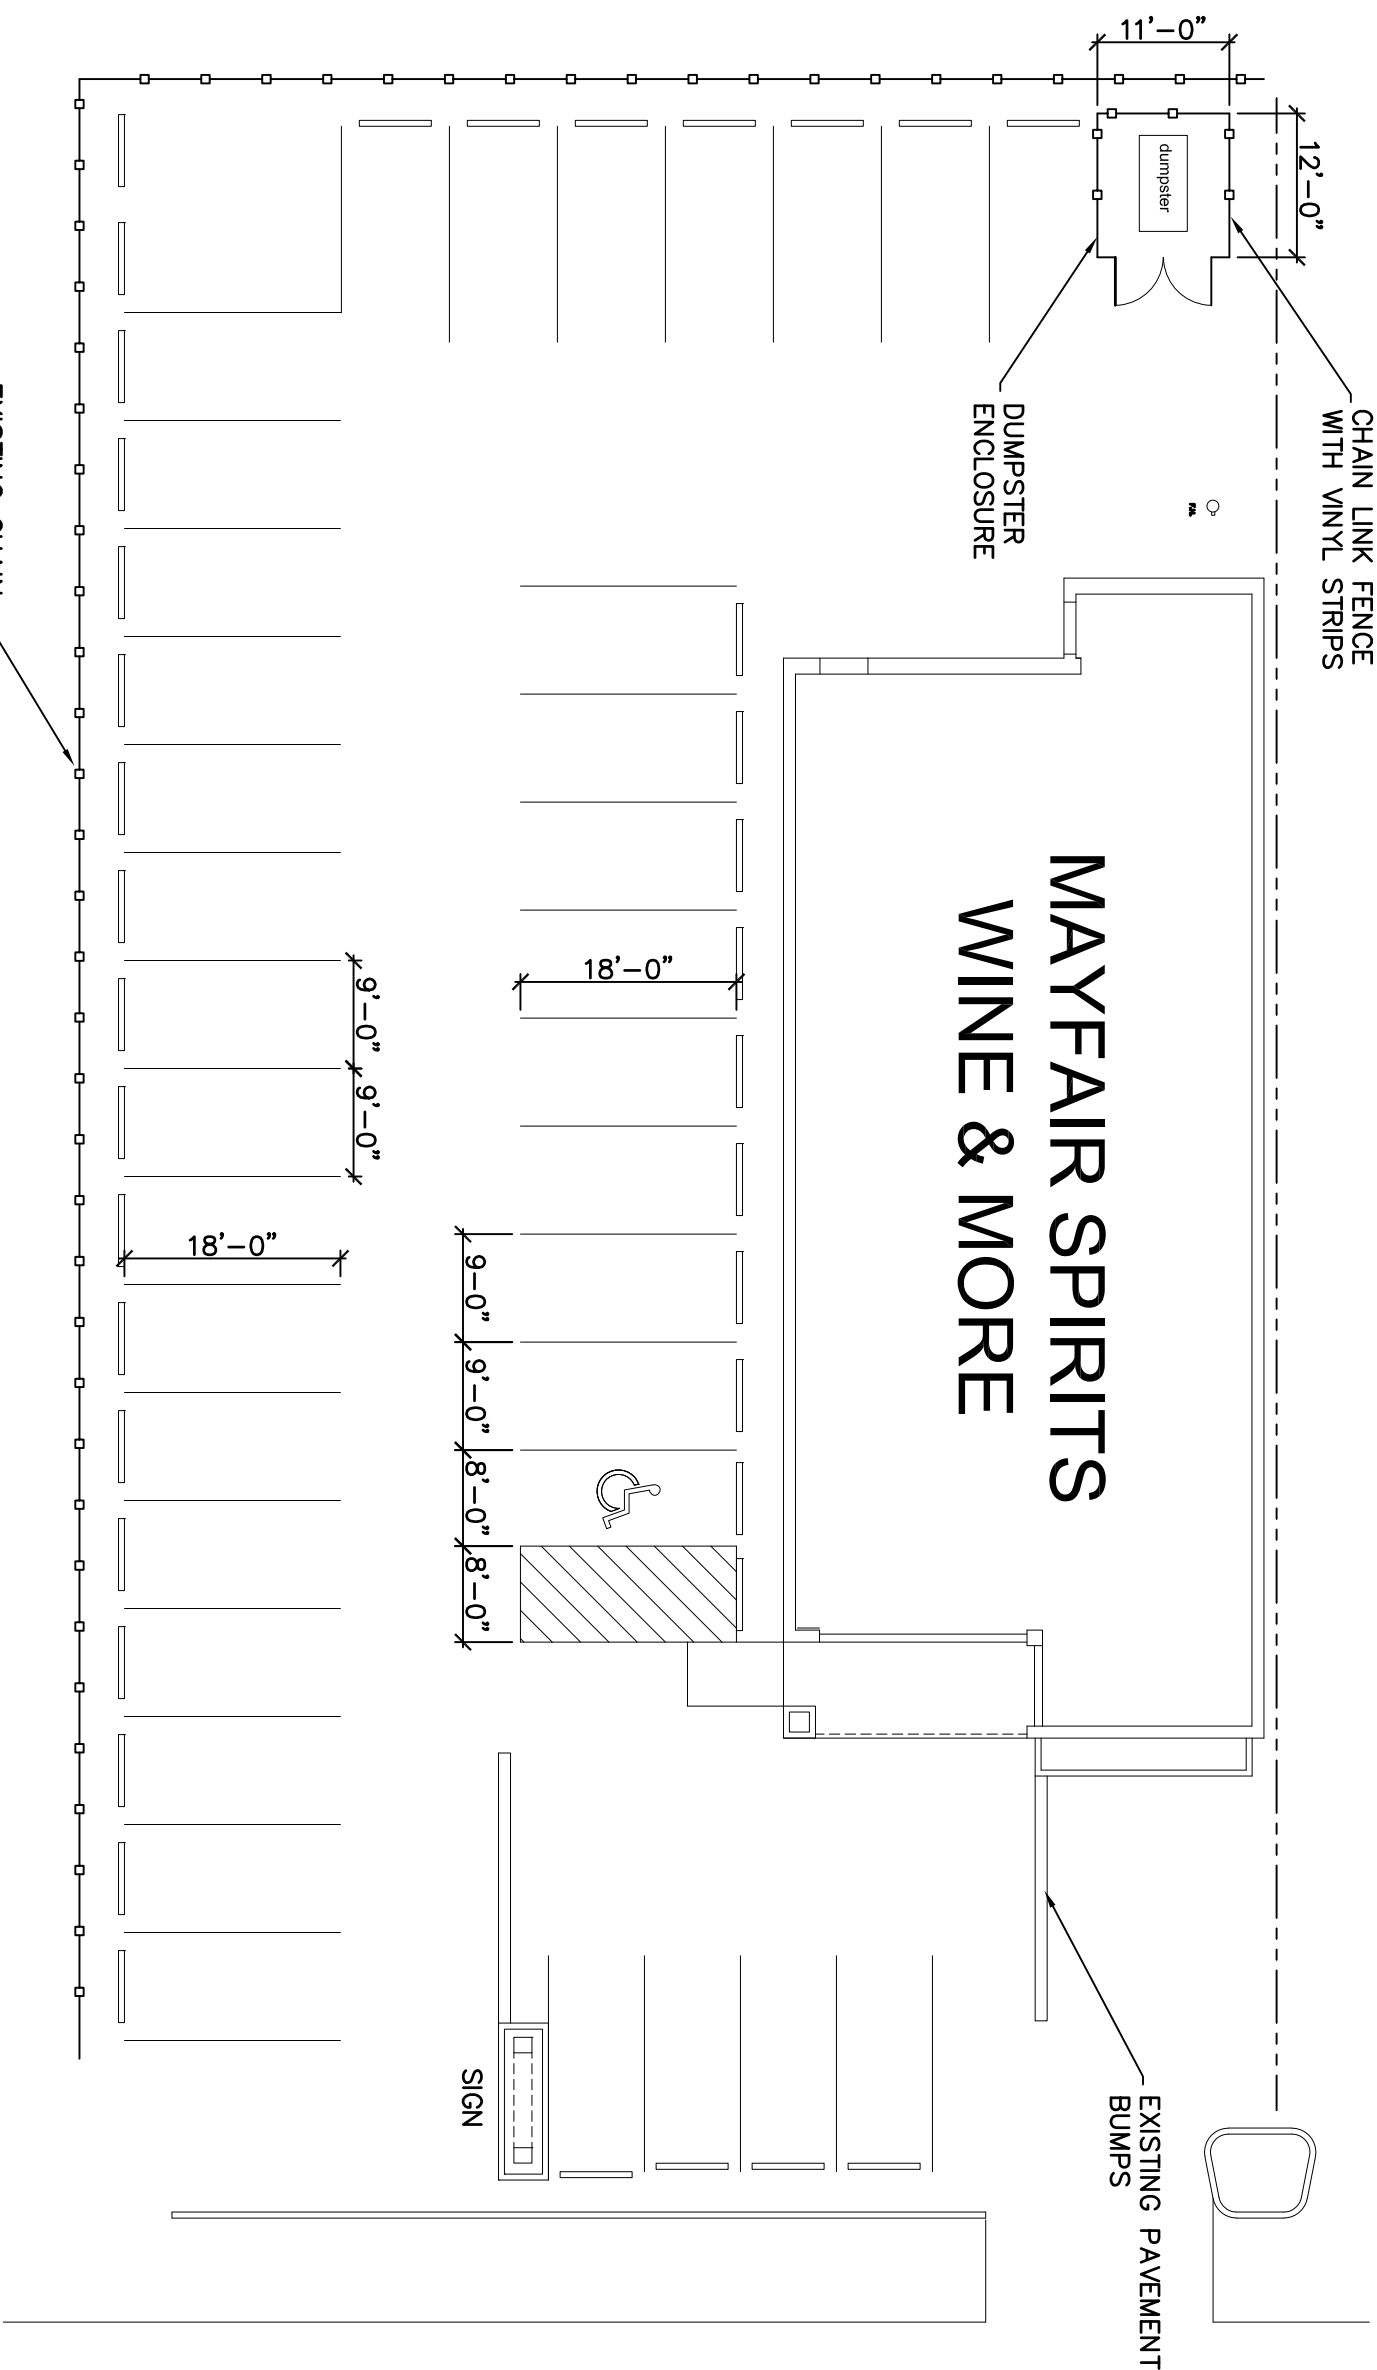 CHAIN LINK FENCE
WITH VINYL STRIPS
12'-0"
11'-0"
dumpster
DUMPSTER
ENCLOSURE
MAYFAIR SPIRITS
WINE & MORE
18'-0"
9'-0"
9'-0"
18'-0"
9-0"
9'-0"
8'-0"
8'-0"
SIGN
EXISTING PAVEMENT
BUMPS